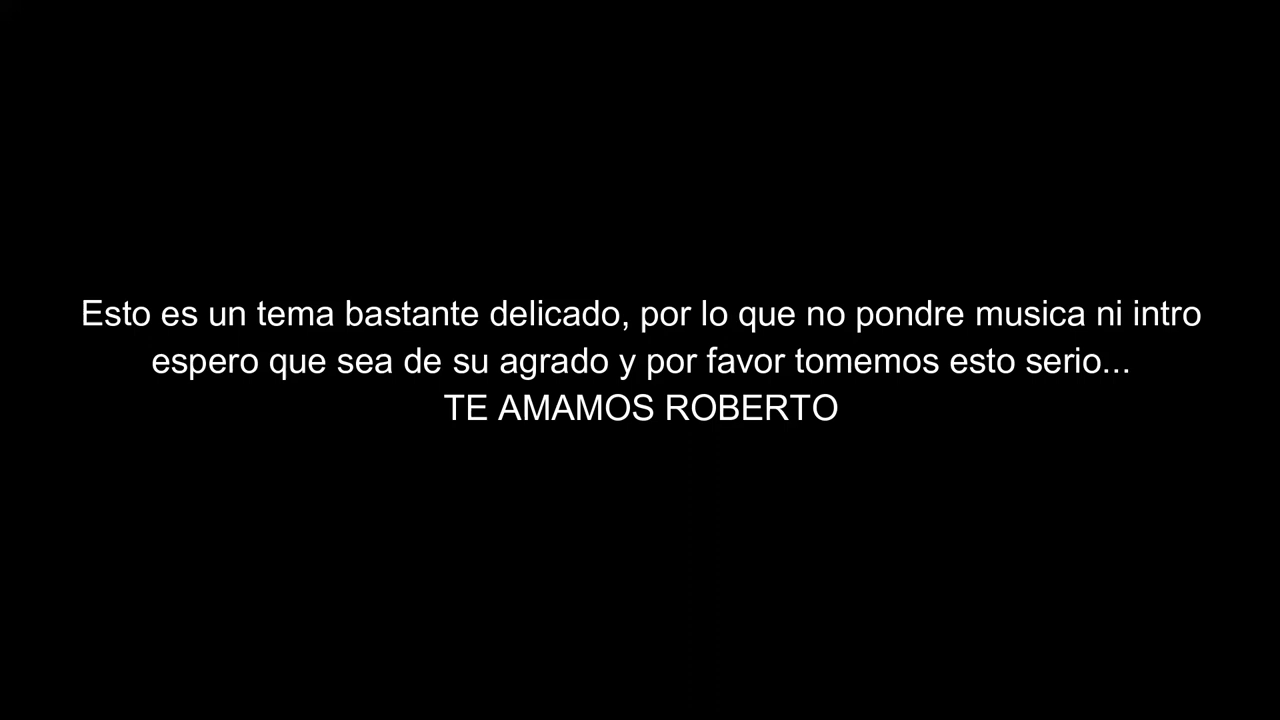 Esto es un tema bastante delicado, por lo que no pondre musica ni intro
espero que sea de su agrado y por favor tomemos esto serio...
TE AMAMOS ROBERTO